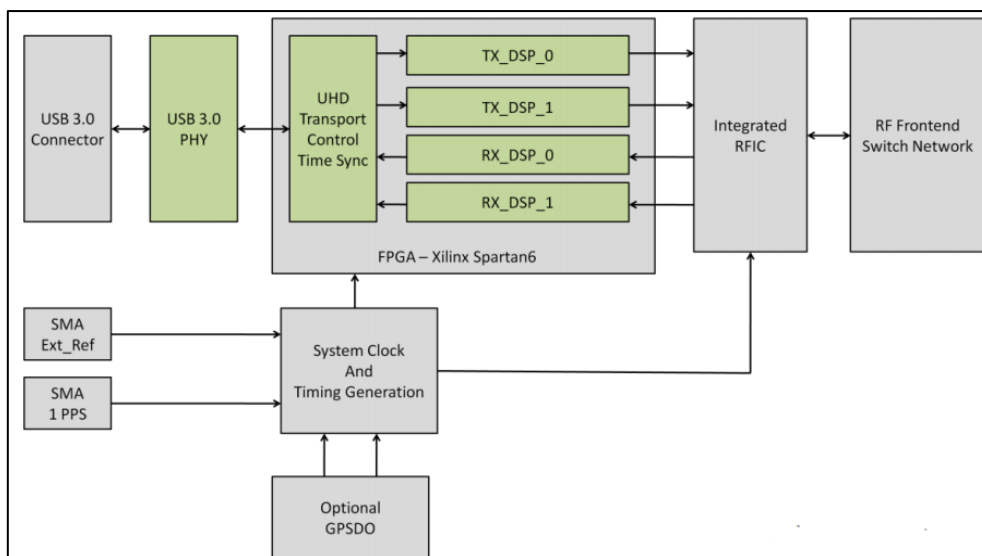 USB 3.0
Connector
USB 3.0
PHY
UHD
Transport
Control
Time Sync
TX_DSP_0
TX_DSP_1
RX_DSP_0
RX_DSP_1
FPGA – Xilinx Spartan6
Integrated
RFIC
RF Frontend
Switch Network
SMA
Ext_Ref
SMA
1 PPS
System Clock
And
Timing Generation
Optional
GPSDO